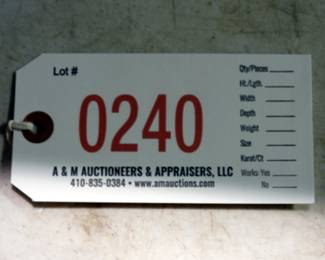 Lot #
0240
A & M AUCTIONEERS & APPRAISERS, LLC
410-835-0384 • www.amauctions.com
Qty/Pieces
Ht./Lgth.
Width
Depth
Weight
Size
Karat/Ct
Works: Yes
No